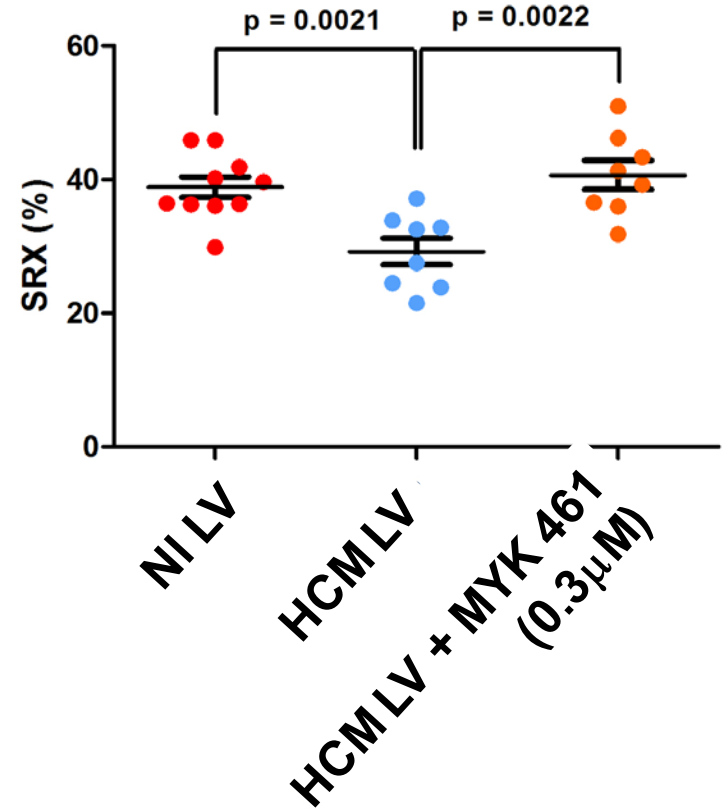 p = 0.0021
p = 0.0022
SRX (%)
60
40
20
0
NI LV
HCM LV
HCM LV + MYK 461
(0.3μM)